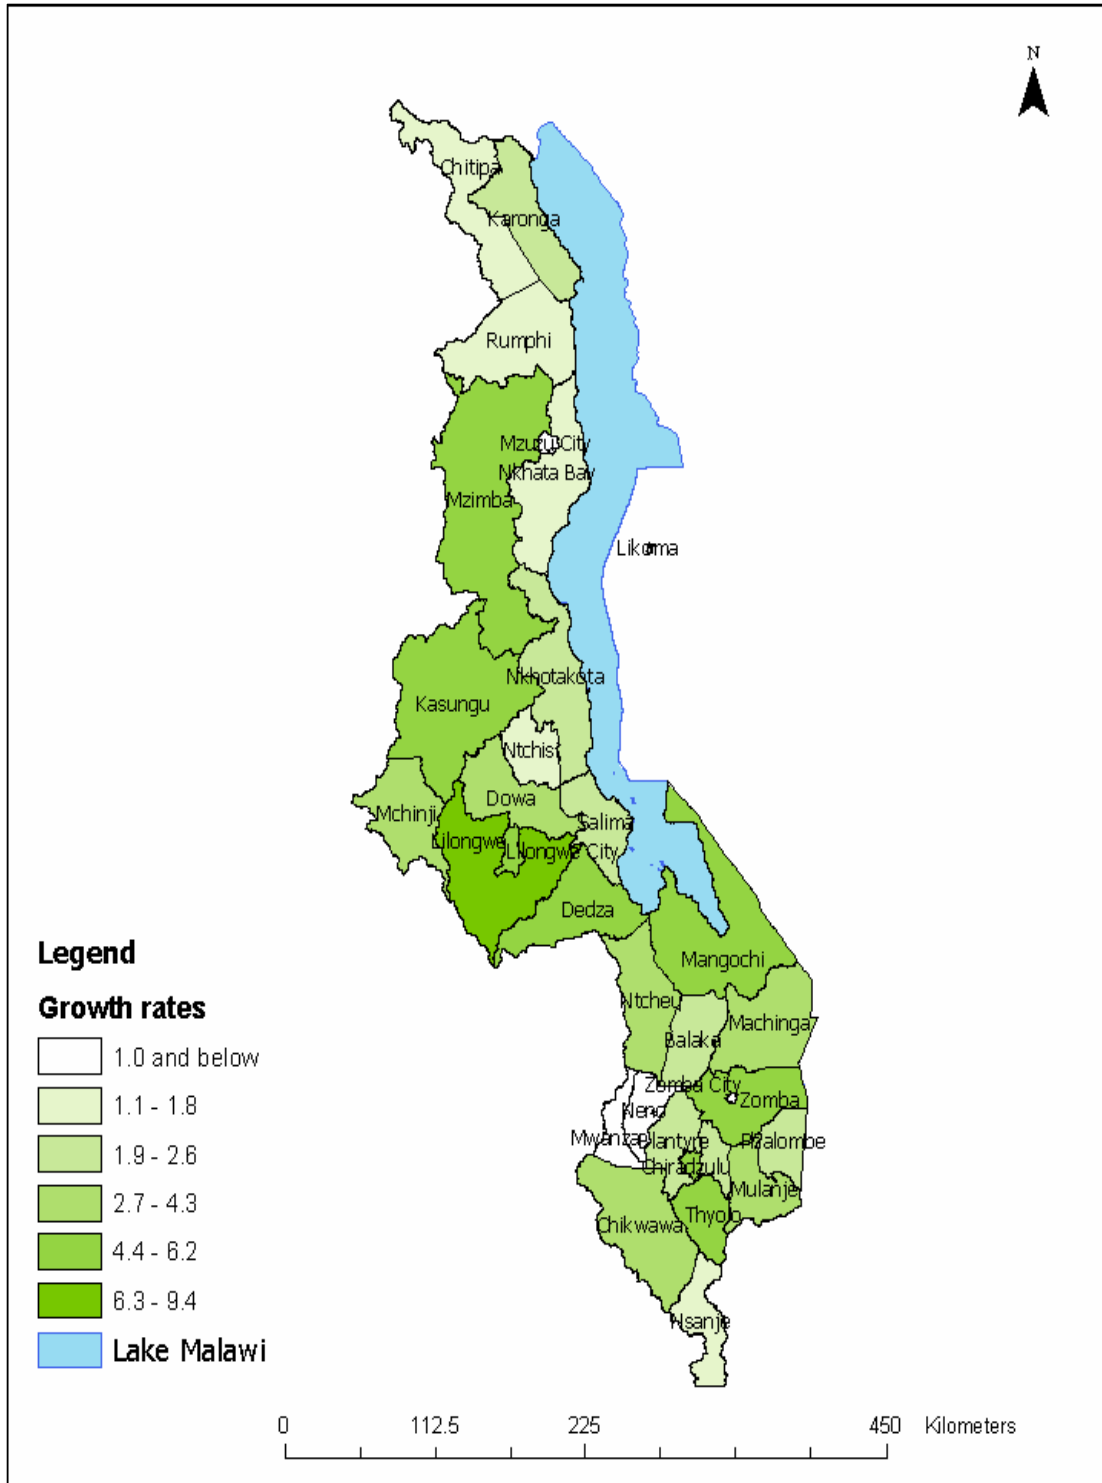 N
Chitipa
Karonga
Rumphi
Mzuzu City
Nkhata Bay
Mzimba
Likoma
Nkhotakota
Kasungu
Ntchisi
Dowa
Mchinji
Salima
Lilongwe
Lilongwe City
Dedza
Mangochi
Ntcheu
Machinga
Balaka
Zomba City
Zomba
Neno
Mwanza
Blantyre
Phalombe
Chiradzulu
Mulanje
Thyolo
Chikwawa
Nsanje
Legend
Growth rates
1.0 and below
1.1 - 1.8
1.9 - 2.6
2.7 - 4.3
4.4 - 6.2
6.3 - 9.4
Lake Malawi
0 112.5 225 450 Kilometers